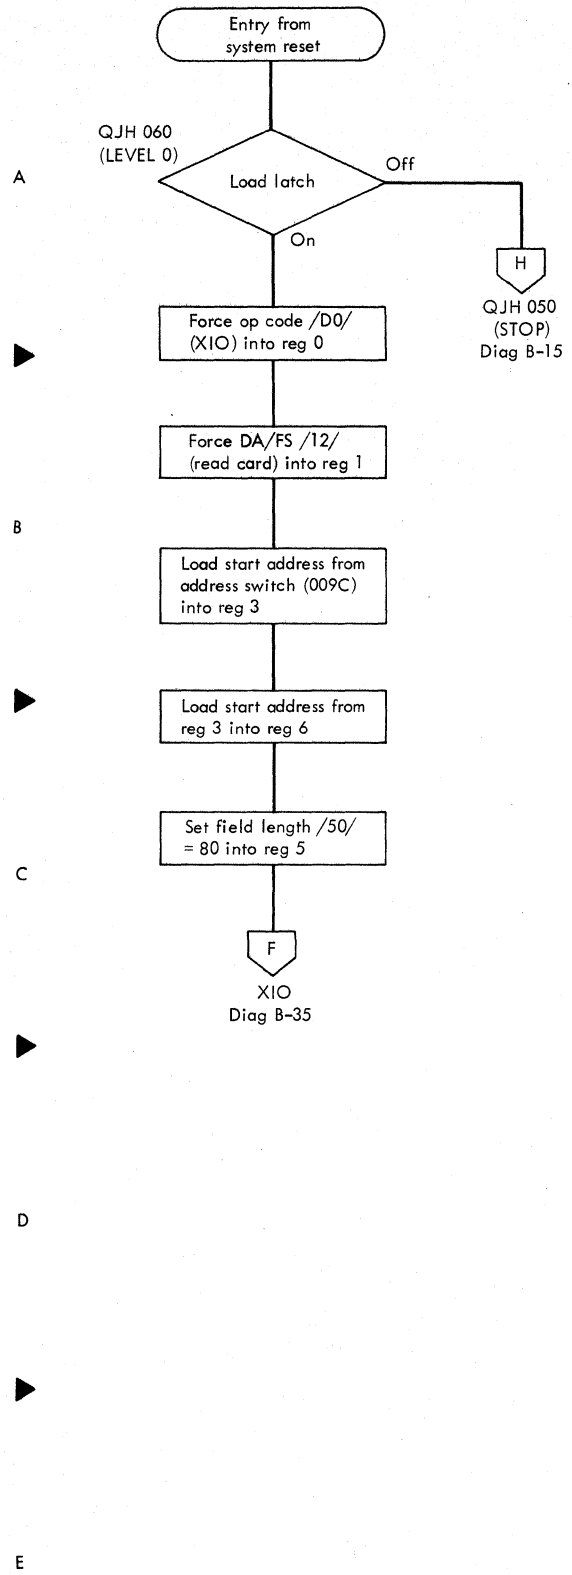 Entry from
system reset
QJH 060
(LEVEL 0)
A
Load latch
Off
On
H
QJH 050
(STOP)
Diag B-15
Force op code /D0/
(XIO) into reg 0
Force DA/FS /12/
(read card) into reg 1
B
Load start address from
address switch (009C)
into reg 3
Load start address from
reg 3 into reg 6
Set field length /50/
= 80 into reg 5
C
F
XIO
Diag B-35
D
E